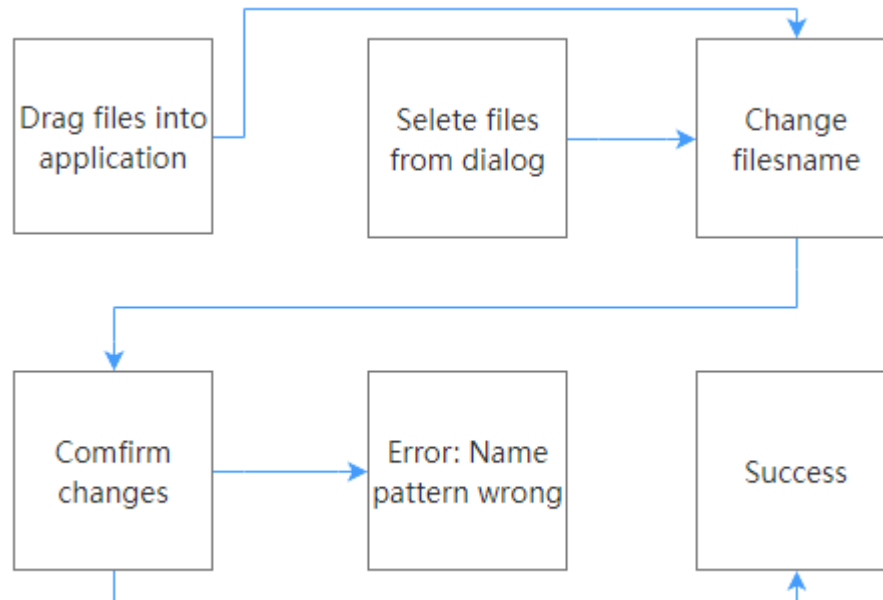 Drag files into
application
Selete files
from dialog
Change
filesname
Comfirm
changes
Error: Name
pattern wrong
Success